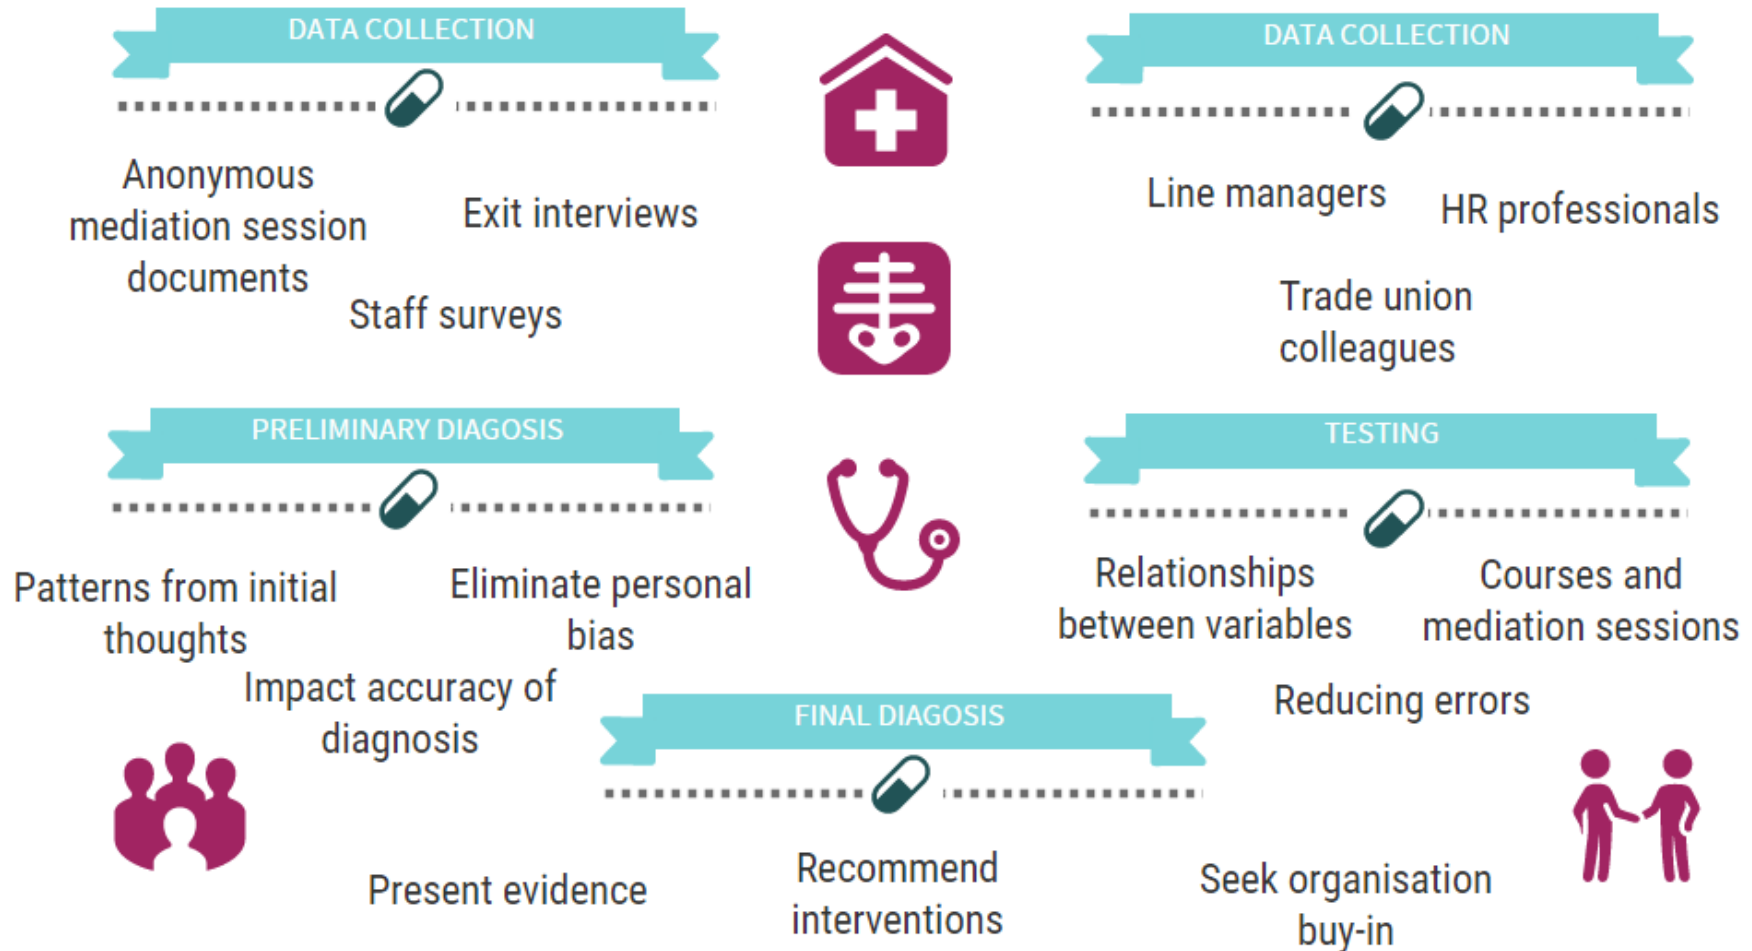 DATA COLLECTION
Anonymous
mediation session
documents
Exit interviews
Staff surveys
DATA COLLECTION
Line managers
HR professionals
Trade union
colleagues
PRELIMINARY DIAGOSIS
Patterns from initial
thoughts
Eliminate personal
bias
Impact accuracy of
diagnosis
TESTING
Relationships
between variables
Courses and
mediation sessions
Reducing errors
FINAL DIAGOSIS
Present evidence
Recommend
interventions
Seek organisation
buy-in